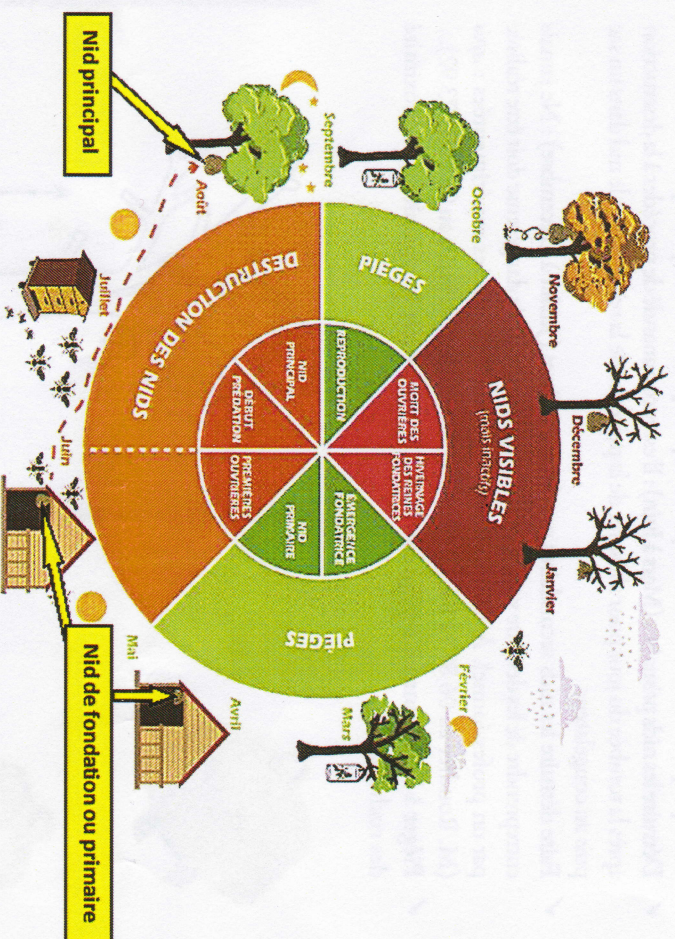 Novembre
Décembre
Janvier
Octobre
Février
Septembre
Mars
Août
Avril
Juillet
Juin
Mai
NIDS VISIBLES
(mais inactifs)
PIÈGES
PIÈGES
DESTRUCTION DES NIDS
MORT DES
OUVRIÈRES
HIVERNAGE
DES REINES
FONDATRICES
REPRODUCTION
ÉMERGENCE
FONDATRICE
NID
PRINCIPAL
NID
PRIMAIRE
DÉBUT
PRÉDATION
PREMIÈRES
OUVRIÈRES
Nid principal
Nid de fondation ou primaire